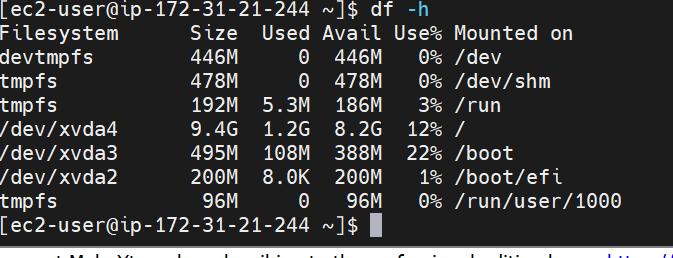 [ec2-user@ip-172-31-21-244 ~]$ df -h
Filesystem      Size  Used Avail Use% Mounted on
devtmpfs        446M     0  446M   0% /dev
tmpfs           478M     0  478M   0% /dev/shm
tmpfs           192M  5.3M  186M   3% /run
/dev/xvda4      9.4G  1.2G  8.2G  12% /
/dev/xvda3      495M  108M  388M  22% /boot
/dev/xvda2      200M  8.0K  200M   1% /boot/efi
tmpfs            96M     0   96M   0% /run/user/1000
[ec2-user@ip-172-31-21-244 ~]$